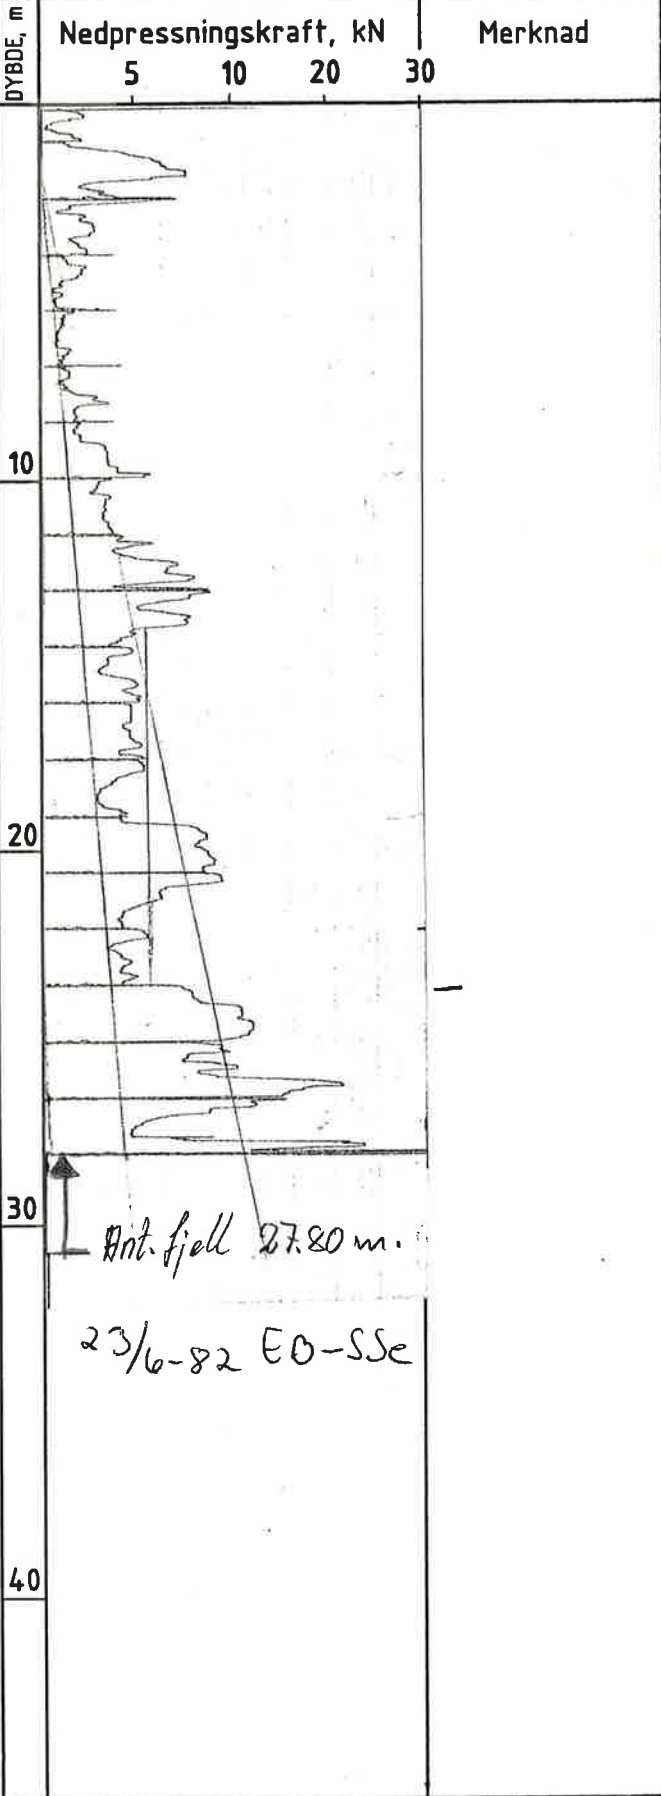 DYBDE, m
Nedpressningskraft, kN
Merknad
5 10 20 30
10
20
30
Ant. fjell 27.80 m.
23/6-82 EB-SSe
40